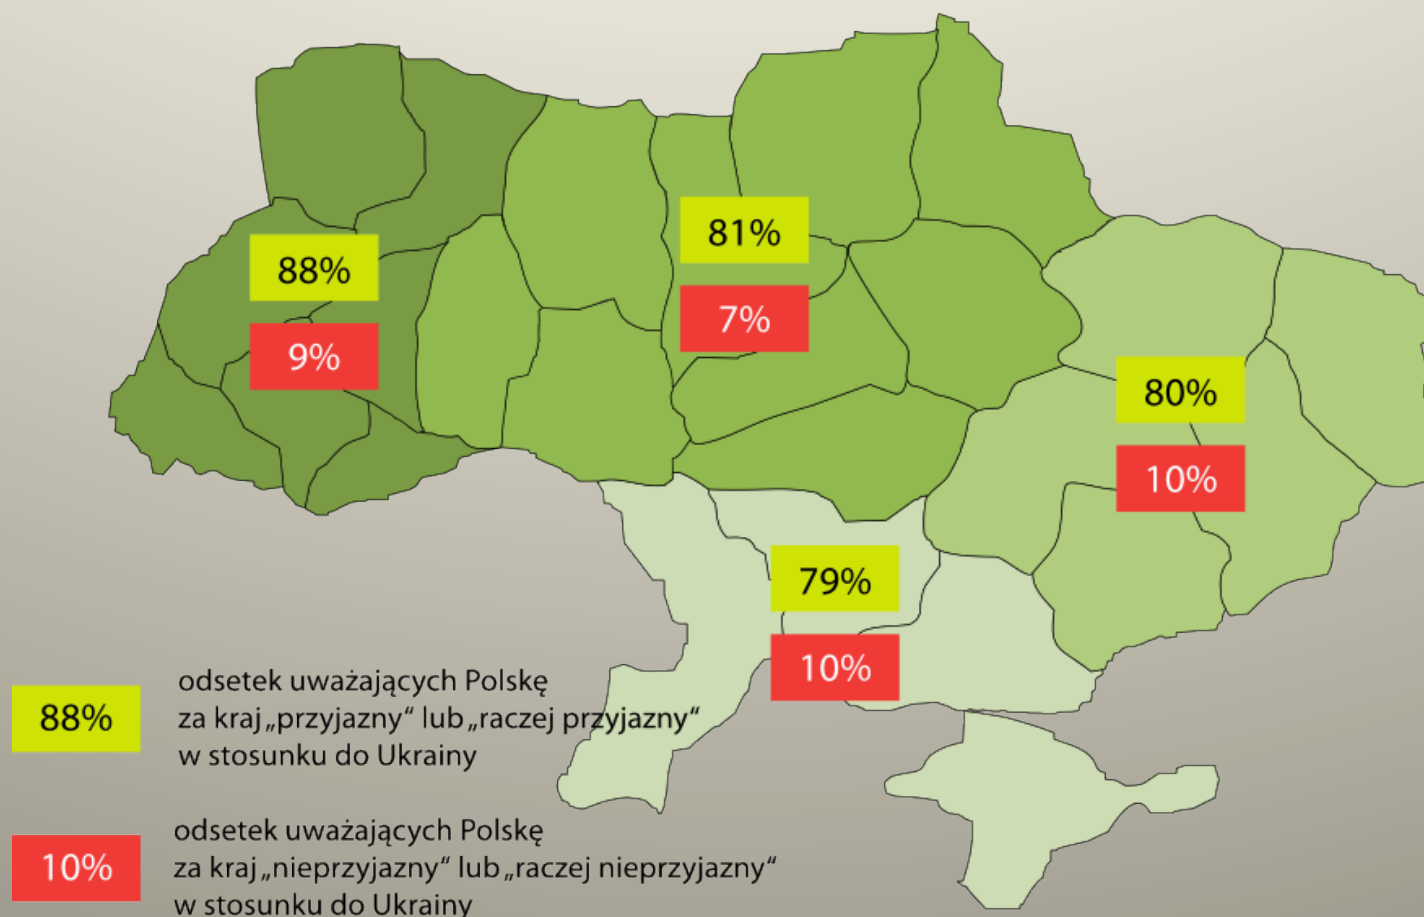 81%
88%
7%
9%
80%
10%
79%
10%
88%
odsetek uważających Polskę
za kraj „przyjazny“ lub „raczej przyjazny“
w stosunku do Ukrainy
10%
odsetek uważających Polskę
za kraj „nieprzyjazny“ lub „raczej nieprzyjazny“
w stosunku do Ukrainy